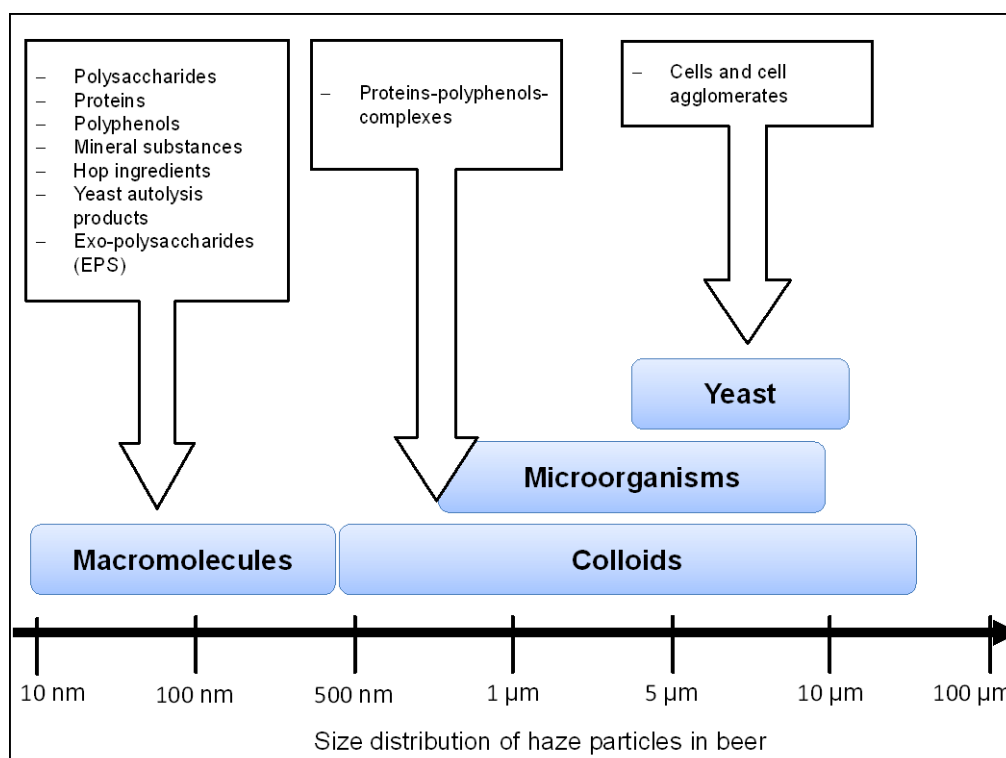 – Polysaccharides
– Proteins
– Polyphenols
– Mineral substances
– Hop ingredients
– Yeast autolysis
products
– Exo-polysaccharides
(EPS)
– Proteins-polyphenols-
complexes
– Cells and cell
agglomerates
Yeast
Microorganisms
Macromolecules
Colloids
10 nm
100 nm
500 nm
1 µm
5 µm
10 µm
100 µm
Size distribution of haze particles in beer